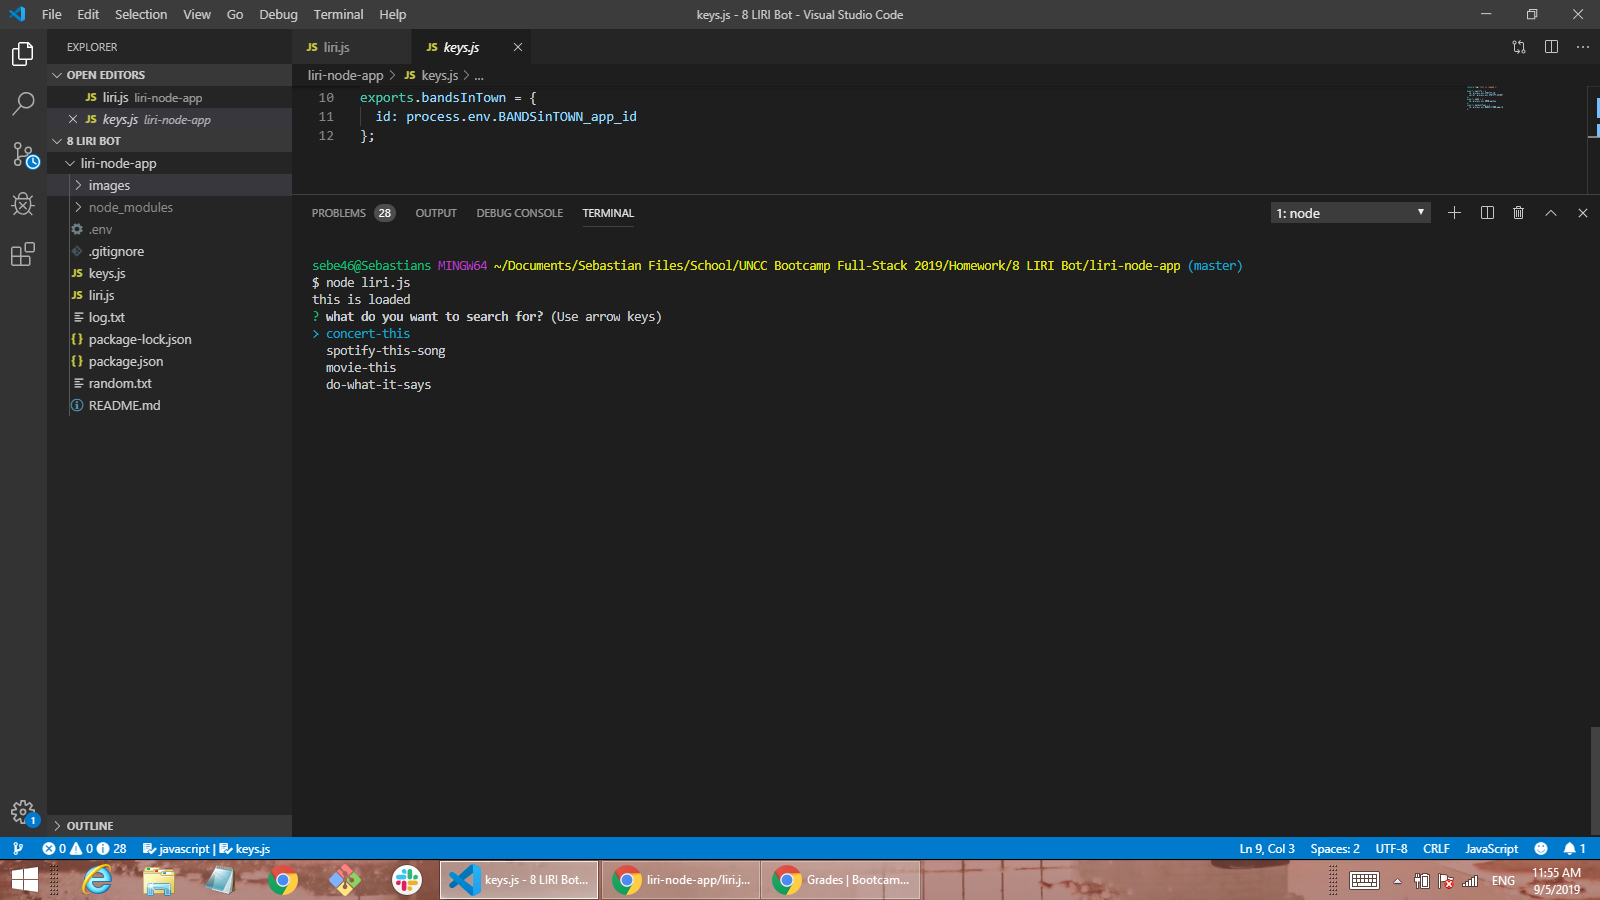 File Edit Selection View Go Debug Terminal Help keys.js - 8 LIRI Bot - Visual Studio Code
EXPLORER
JS liri.js
JS keys.js
OPEN EDITORS
JS liri.js liri-node-app
JS keys.js liri-node-app
8 LIRI BOT
liri-node-app
images
node_modules
.env
.gitignore
JS keys.js
JS liri.js
log.txt
{} package-lock.json
{} package.json
random.txt
README.md
OUTLINE
liri-node-app > JS keys.js > ...
10 exports.bandsInTown = {
11 id: process.env.BANDSinTOWN_app_id
12 };
PROBLEMS 28 OUTPUT DEBUG CONSOLE TERMINAL 1: node
sebe46@Sebastians MINGW64 ~/Documents/Sebastian Files/School/UNCC Bootcamp Full-Stack 2019/Homework/8 LIRI Bot/liri-node-app (master)
$ node liri.js
this is loaded
? what do you want to search for? (Use arrow keys)
> concert-this
spotify-this-song
movie-this
do-what-it-says
1
0 0 28 javascript | keys.js Ln 9, Col 3 Spaces: 2 UTF-8 CRLF JavaScript 1
keys.js - 8 LIRI Bot... liri-node-app/liri.j... Grades | Bootcam... ENG 11:55 AM
9/5/2019